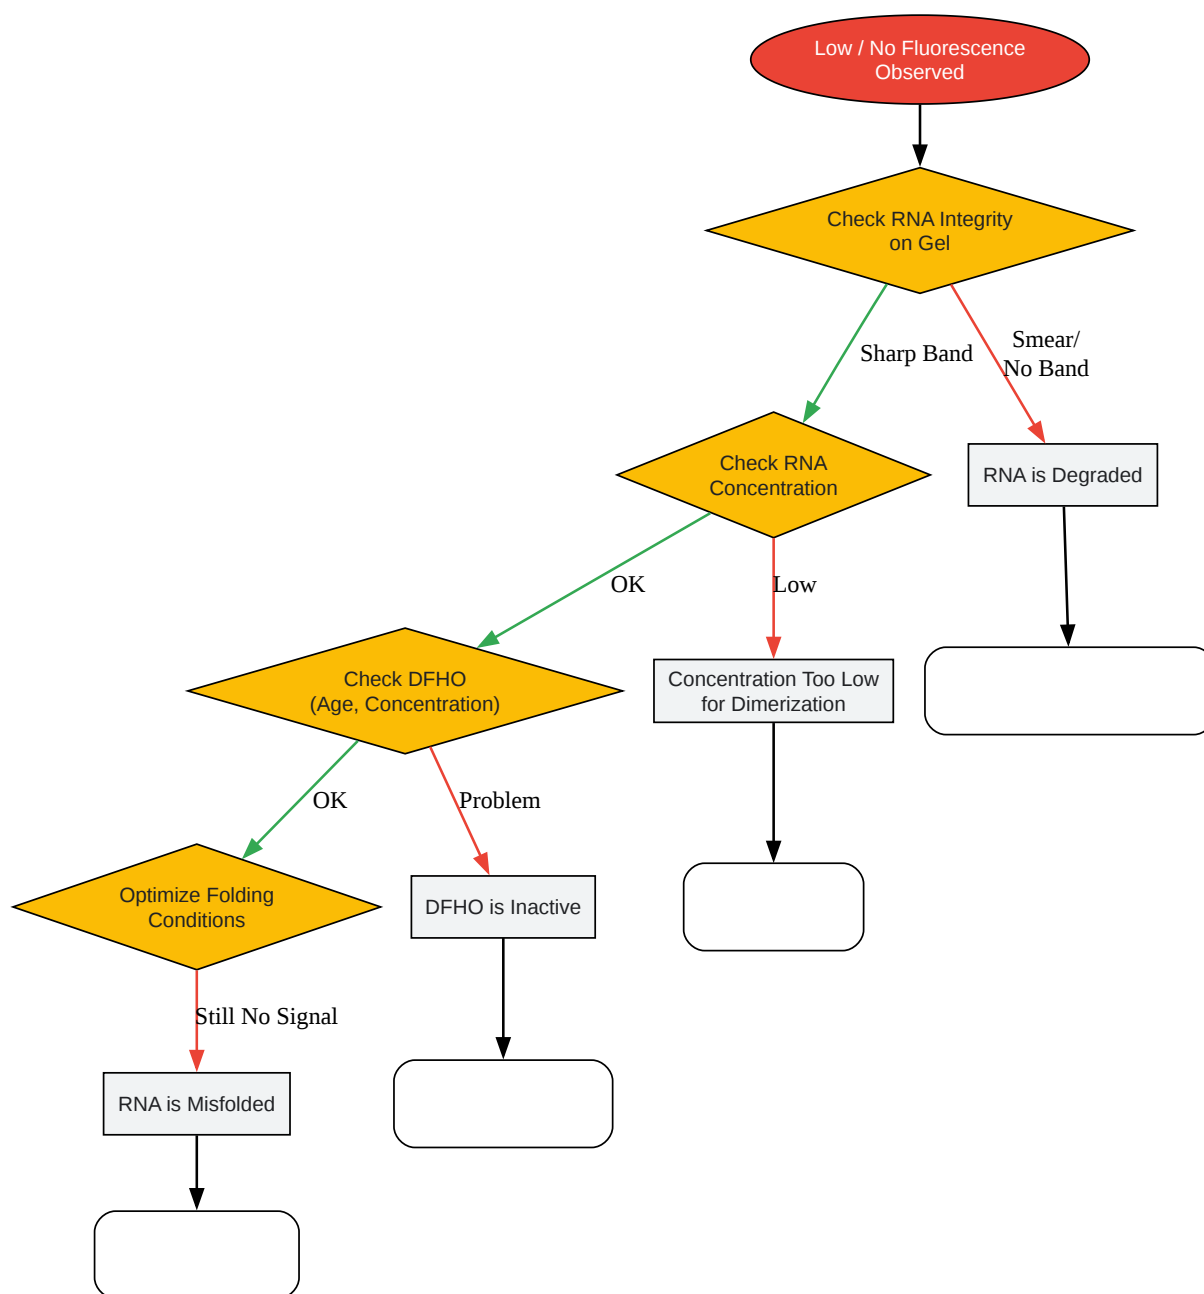 Low / No Fluorescence
Observed
Check RNA Integrity
on Gel
Sharp Band
Smear/
No Band
Check RNA
Concentration
RNA is Degraded
OK
Low
Check DFHO
(Age, Concentration)
Concentration Too Low
for Dimerization
OK
Problem
Optimize Folding
Conditions
DFHO is Inactive
Still No Signal
RNA is Misfolded